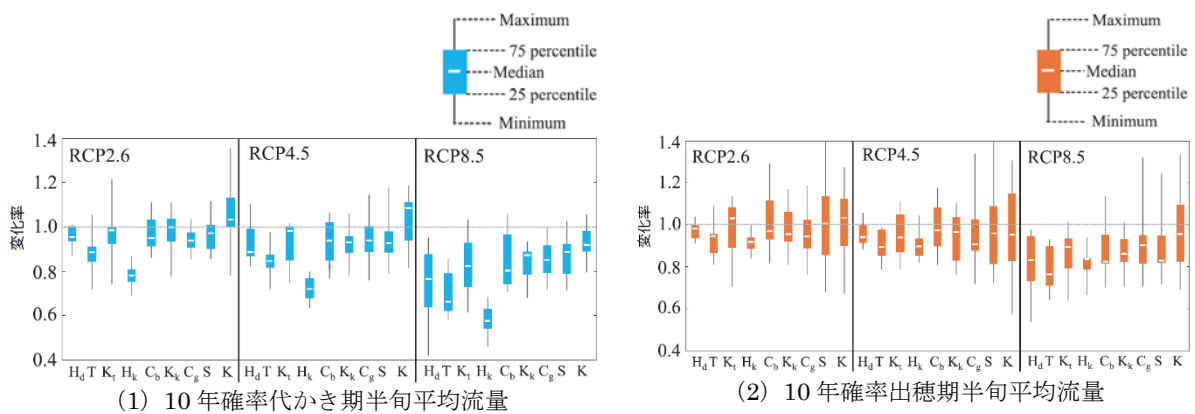 Maximum
75 percentile
Median
25 percentile
Minimum
変化率
1.4
1.2
1.0
0.8
0.6
0.4
RCP2.6
RCP4.5
RCP8.5
Hd T Kt Hk Cb Kk Cg S K
Hd T Kt Hk Cb Kk Cg S K
Hd T Kt Hk Cb Kk Cg S K
(1) 10 年確率代かき期半旬平均流量
Maximum
75 percentile
Median
25 percentile
Minimum
変化率
1.4
1.2
1.0
0.8
0.6
0.4
RCP2.6
RCP4.5
RCP8.5
Hd T Kt Hk Cb Kk Cg S K
Hd T Kt Hk Cb Kk Cg S K
Hd T Kt Hk Cb Kk Cg S K
(2) 10 年確率出穂期半旬平均流量